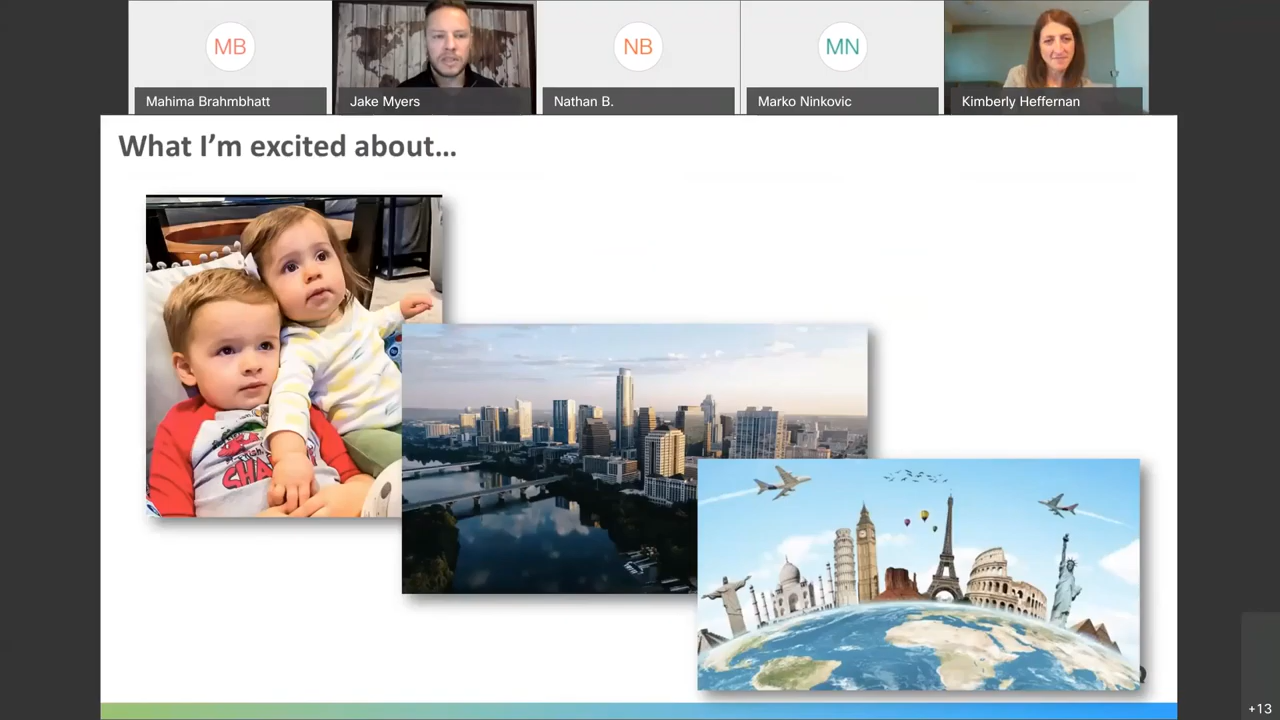 MB
NB
MN
Mahima Brahmbhatt
Jake Myers
Nathan B.
Marko Ninkovic
Kimberly Heffernan
What I'm excited about...
+13